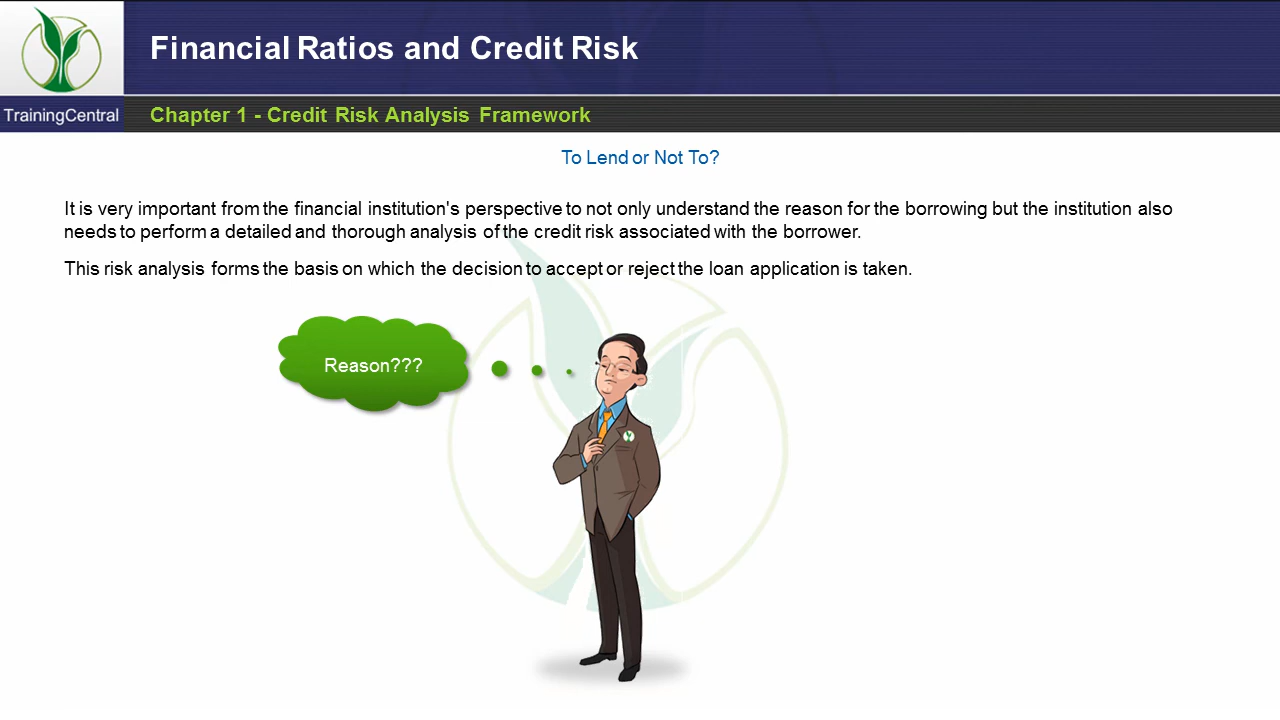 Financial Ratios and Credit Risk
TrainingCentral
Chapter 1 - Credit Risk Analysis Framework
To Lend or Not To?
It is very important from the financial institution's perspective to not only understand the reason for the borrowing but the institution also
needs to perform a detailed and thorough analysis of the credit risk associated with the borrower.
This risk analysis forms the basis on which the decision to accept or reject the loan application is taken.
Reason???